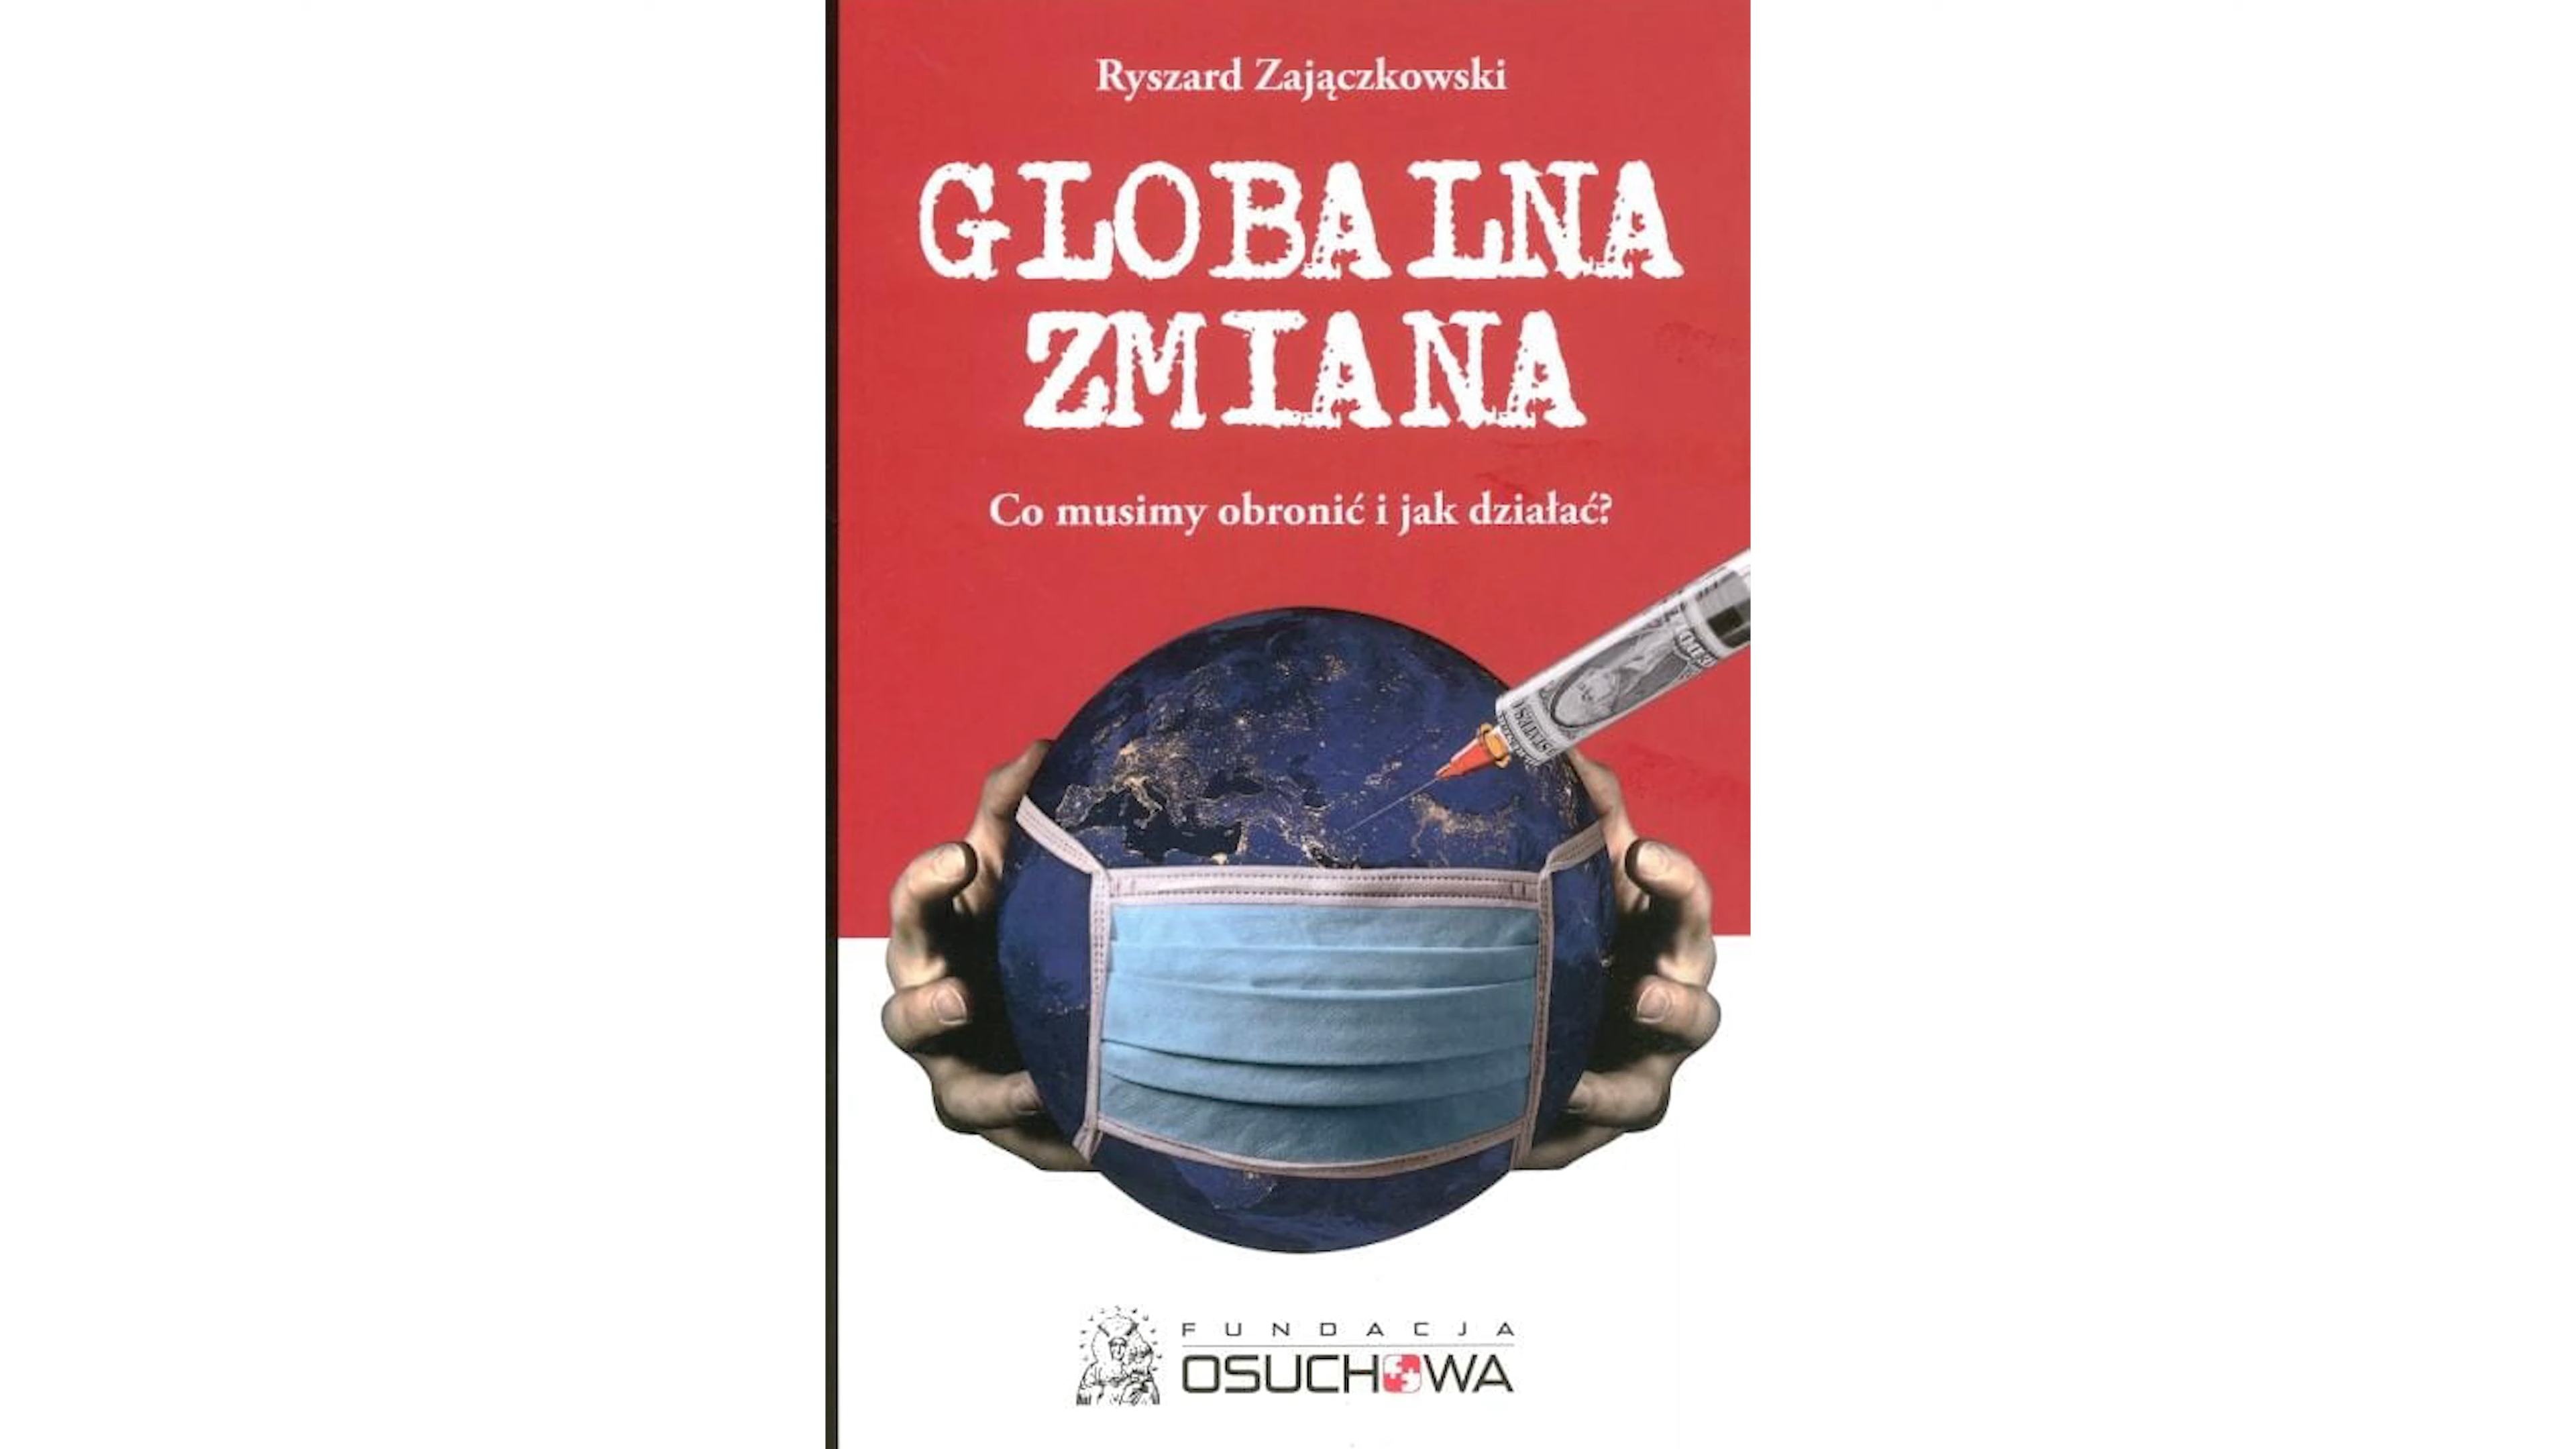 Ryszard Zajączkowski
GLOBALNA
ZMIANA
Co musimy obronić i jak działać?
FUNDACJA
OSUCHOWA